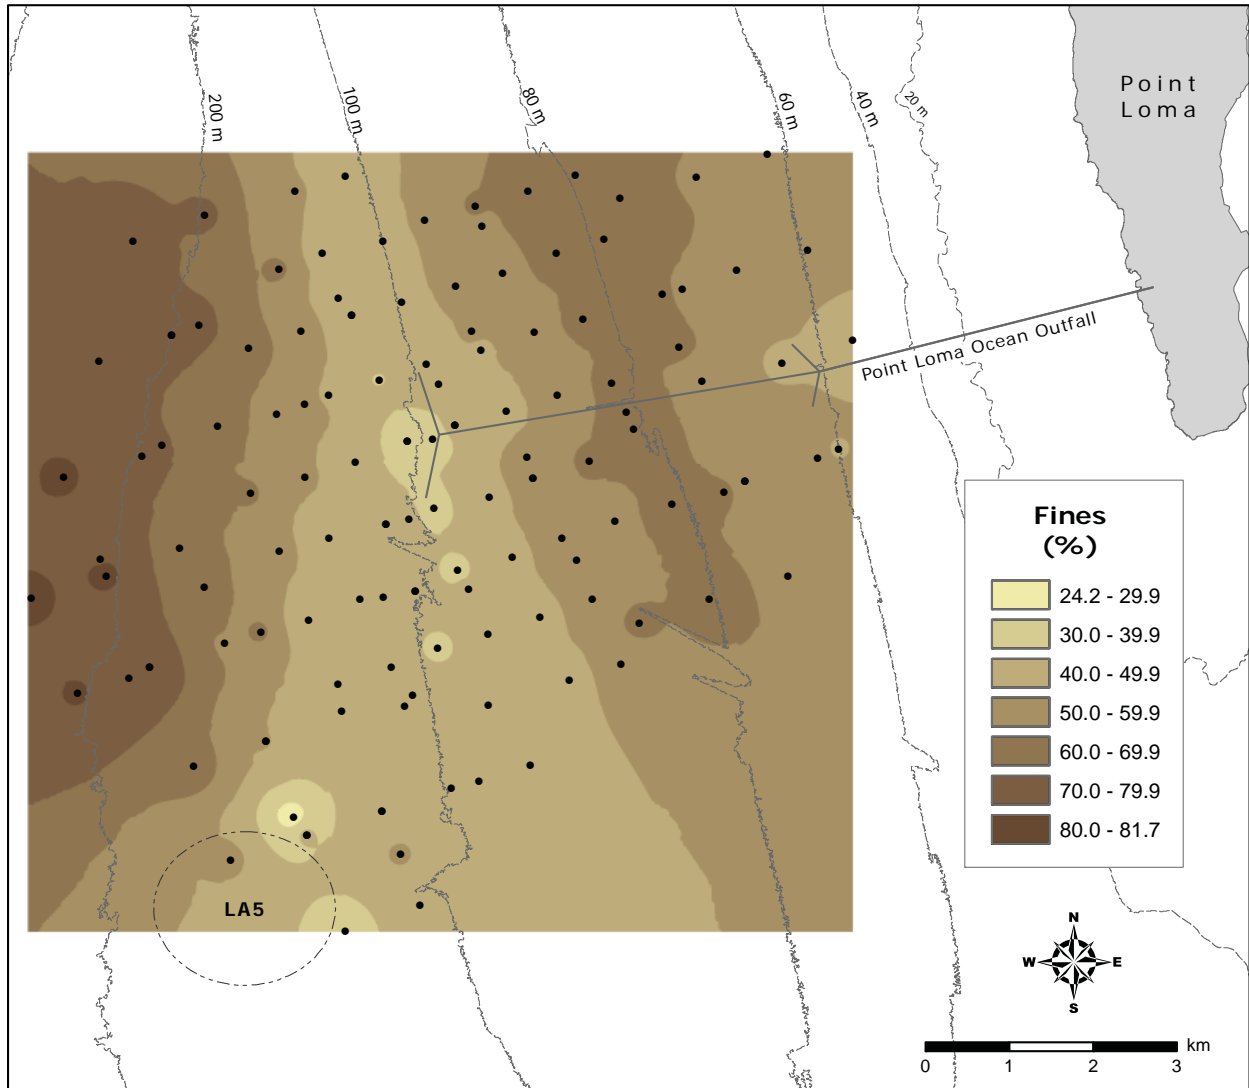 Point
Loma
200 m
100 m
80 m
60 m
40 m
20 m
Point Loma Ocean Outfall
Fines
(%)
24.2 - 29.9
30.0 - 39.9
40.0 - 49.9
50.0 - 59.9
60.0 - 69.9
70.0 - 79.9
80.0 - 81.7
LA5
N
W
E
S
km
0
1
2
3